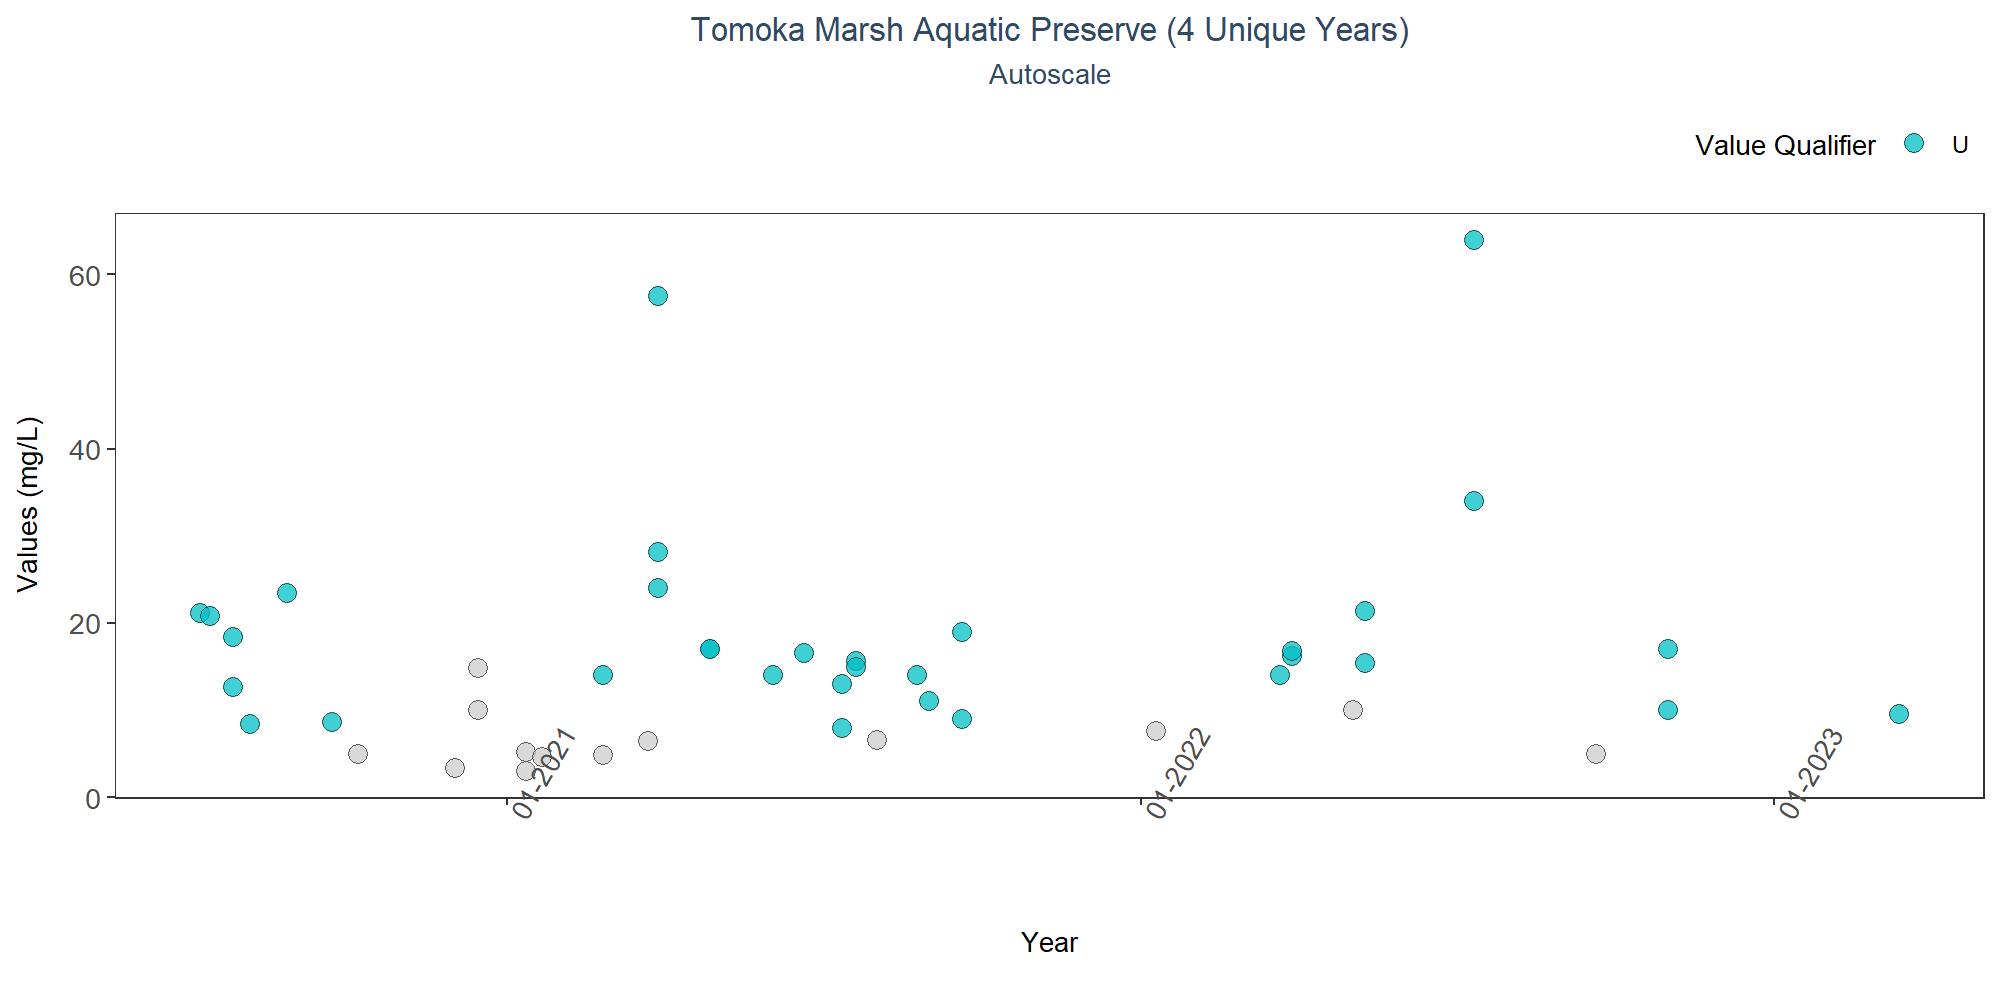 Tomoka Marsh Aquatic Preserve (4 Unique Years)
Autoscale
Value Qualifier U
Values (mg/L)
60
40
20
0
01-2021
01-2022
01-2023
Year